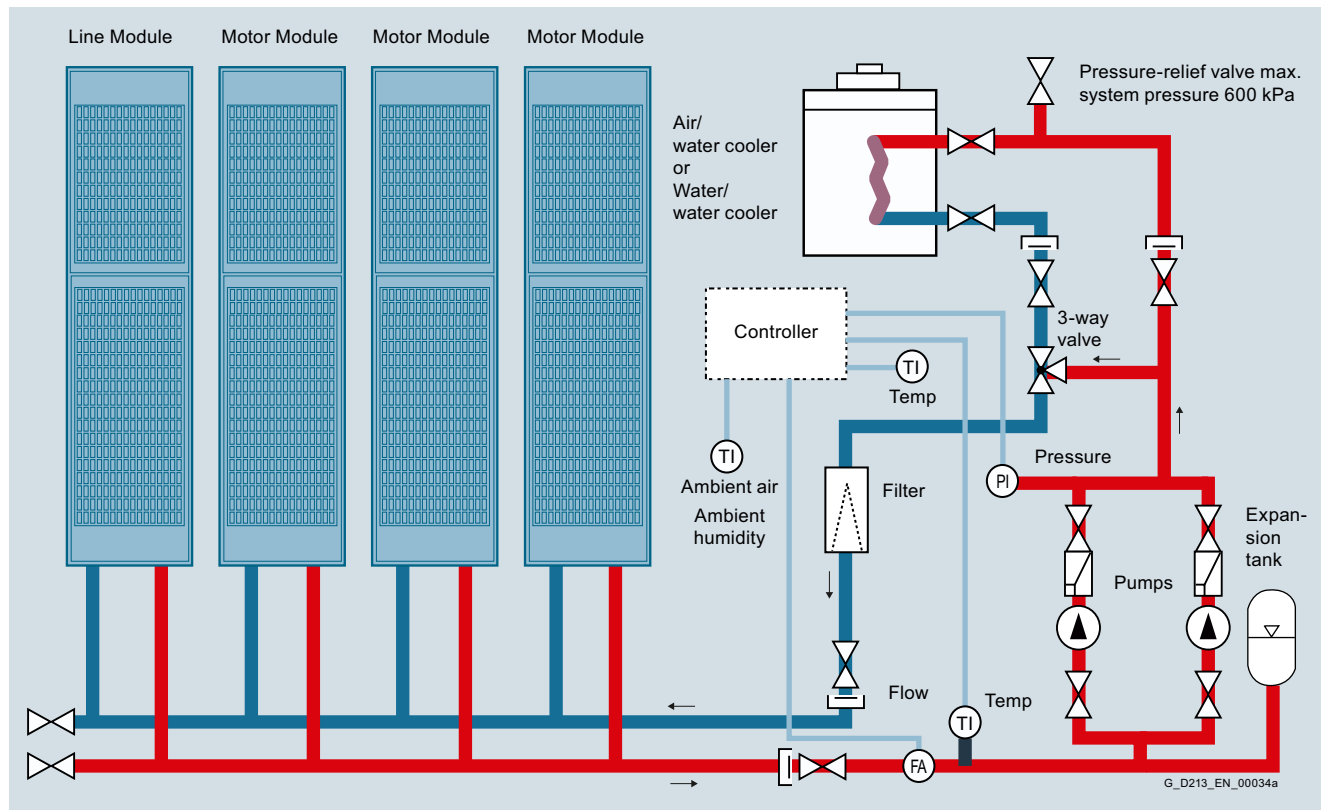 Line Module
Motor Module
Motor Module
Motor Module
Air/
water cooler
or
Water/
water cooler
Pressure-relief valve max.
system pressure 600 kPa
Controller
3-way
valve
TI
Temp
TI
Ambient air
Ambient
humidity
Filter
Pressure
PI
Expan-
sion
tank
Pumps
Flow
Temp
TI
FA
G_D213_EN_00034a